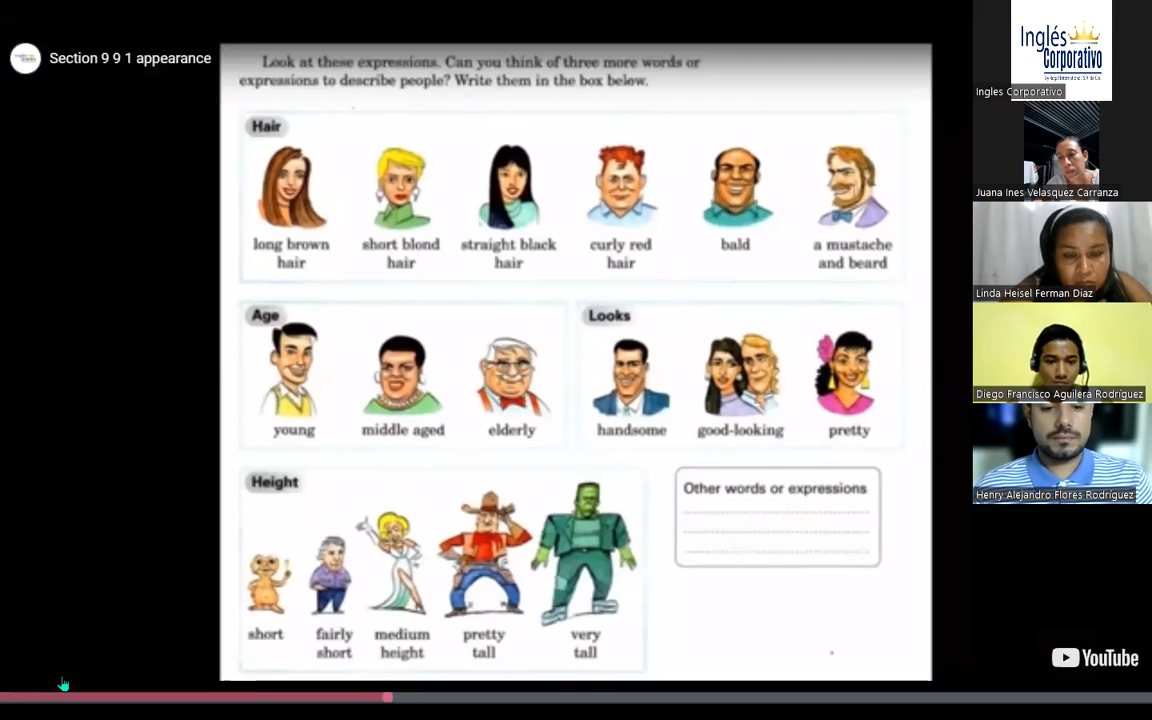 Section 9 9 1 appearance
Look at these expressions. Can you think of three more words or
expressions to describe people? Write them in the box below.
Hair
long brown
hair
short blond
hair
straight black
hair
curly red
hair
bald
a mustache
and beard
Age
young
middle aged
elderly
Looks
handsome
good-looking
pretty
Height
short
fairly
short
medium
height
pretty
tall
very
tall
Other words or expressions
YouTube
Inglés
Corporativo
Ingles Corporativo
Juana Ines Velasquez Carranza
Linda Heisel Ferman Diaz
Diego Francisco Aguilera Rodríguez
Henry Alejandro Flores Rodríguez